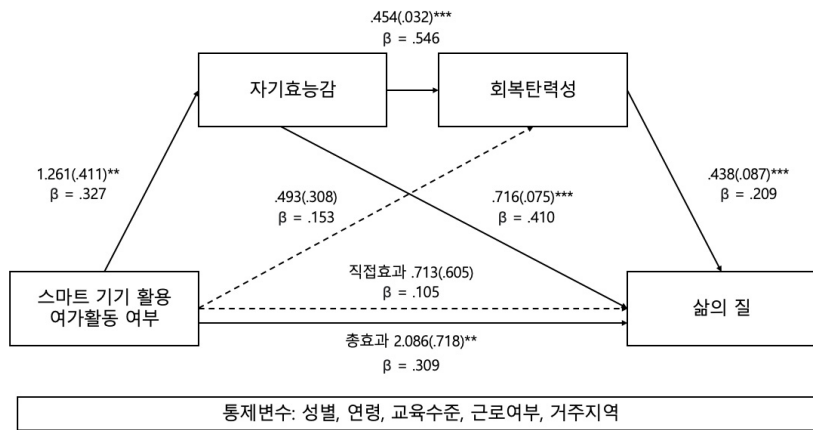 .454(.032)***
β = .546
자기효능감
회복탄력성
1.261(.411)**
β = .327
.493(.308)
β = .153
.716(.075)***
β = .410
.438(.087)***
β = .209
스마트 기기 활용
여가활동 여부
직접효과 .713(.605)
β = .105
삶의 질
총효과 2.086(.718)**
β = .309
통제변수: 성별, 연령, 교육수준, 근로여부, 거주지역